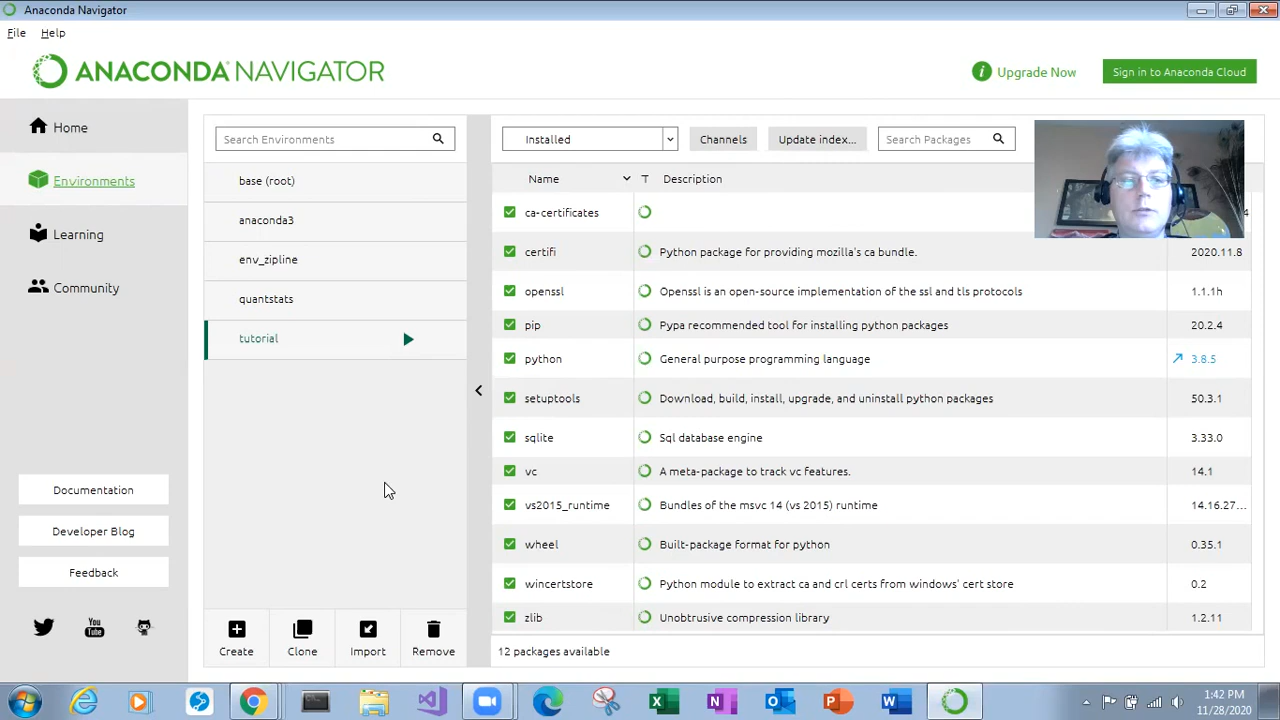 Anaconda Navigator
File Help
ANACONDA NAVIGATOR
Upgrade Now
Sign in to Anaconda Cloud
Home
Environments
Learning
Community
Documentation
Developer Blog
Feedback
You Tube
Search Environments
base (root)
anaconda3
env_zipline
quantstats
tutorial
Create
Clone
Import
Remove
Installed
Channels
Update index...
Search Packages
Name T Description
ca-certificates 4
certifi Python package for providing mozilla's ca bundle. 2020.11.8
openssl Openssl is an open-source implementation of the ssl and tls protocols 1.1.1h
pip Pypa recommended tool for installing python packages 20.2.4
python General purpose programming language 3.8.5
setuptools Download, build, install, upgrade, and uninstall python packages 50.3.1
sqlite Sql database engine 3.33.0
vc A meta-package to track vc features. 14.1
vs2015_runtime Bundles of the msvc 14 (vs 2015) runtime 14.16.27...
wheel Built-package format for python 0.35.1
wincertstore Python module to extract ca and crl certs from windows' cert store 0.2
zlib Unobtrusive compression library 1.2.11
12 packages available
1:42 PM
11/28/2020